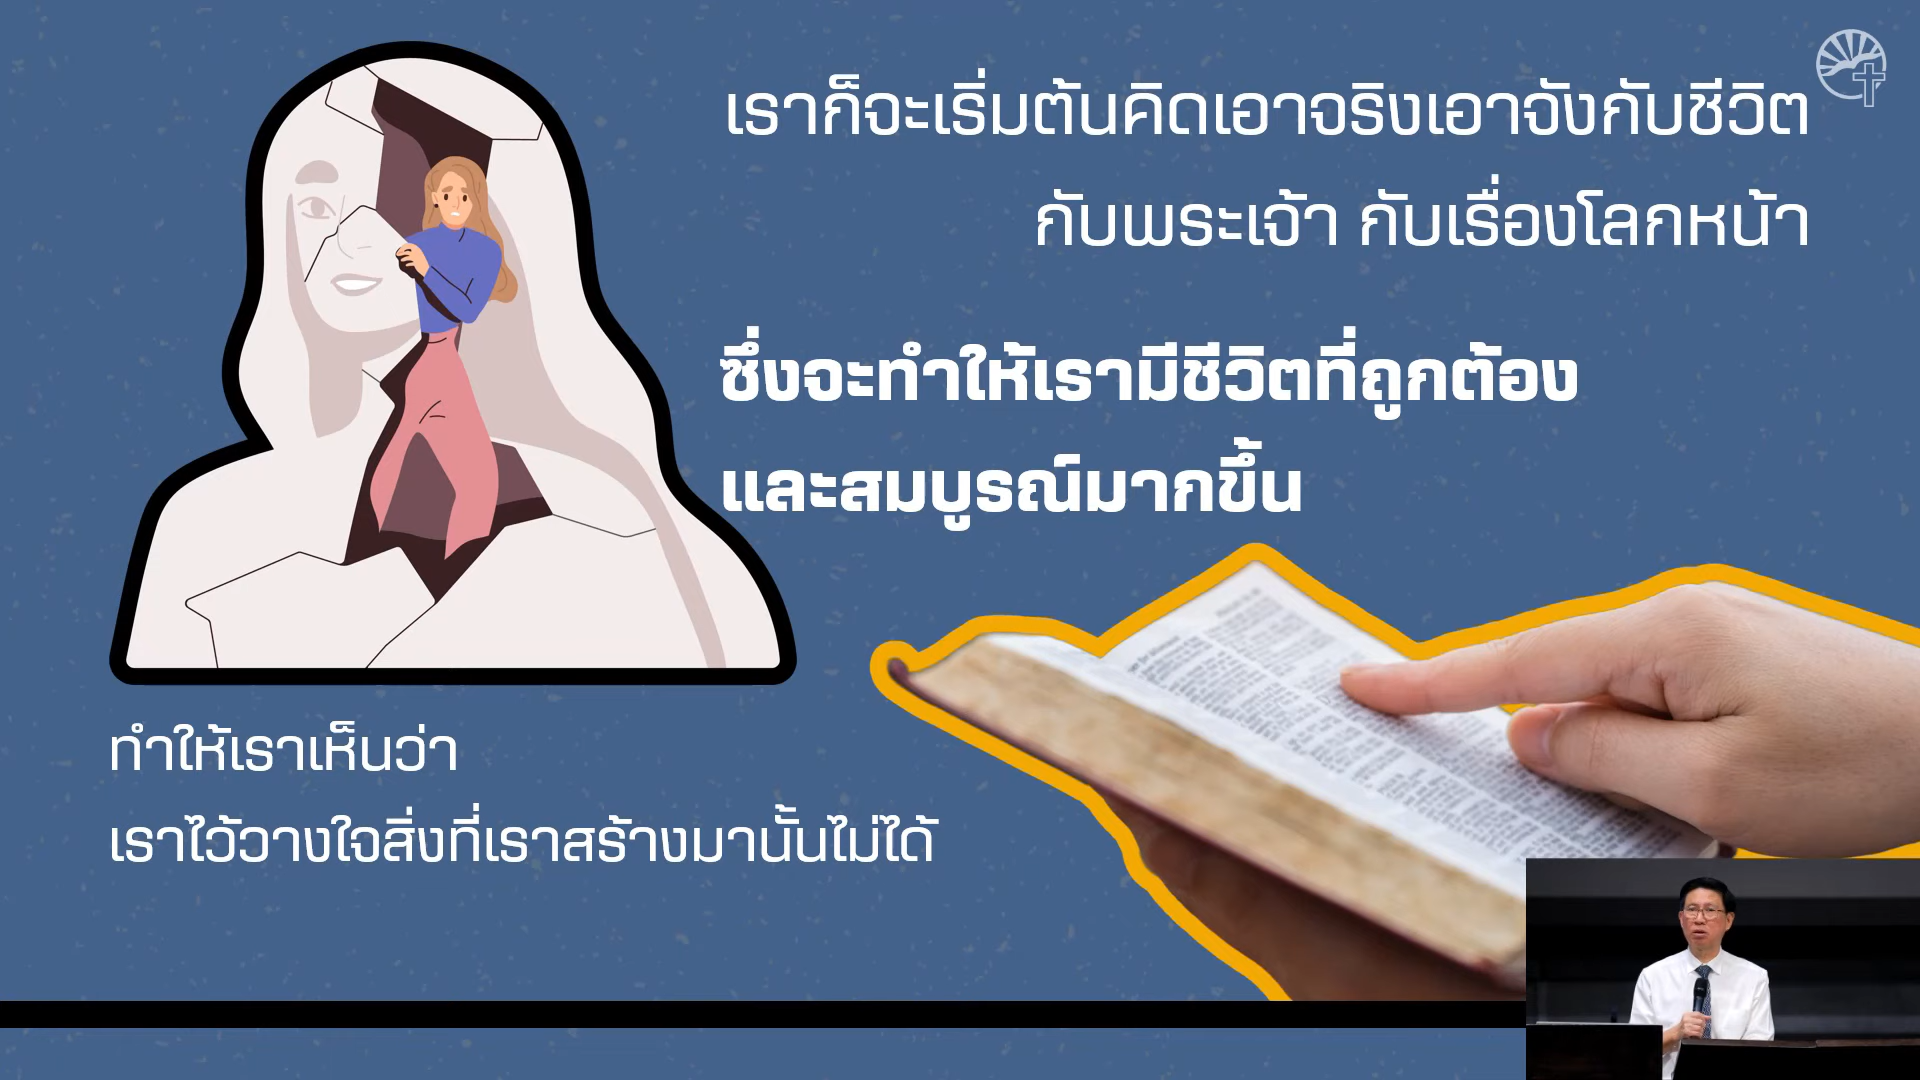 เราก็จะเริ่มต้นคิดเอาจริงเอาจังกับชีวิต
กับพระเจ้า กับเรื่องโลกหน้า
ซึ่งจะทำให้เรามีชีวิตที่ถูกต้อง
และสมบูรณ์มากขึ้น
ทำให้เราเห็นว่า
เราไว้วางใจสิ่งที่เราสร้างมานั้นไม่ได้